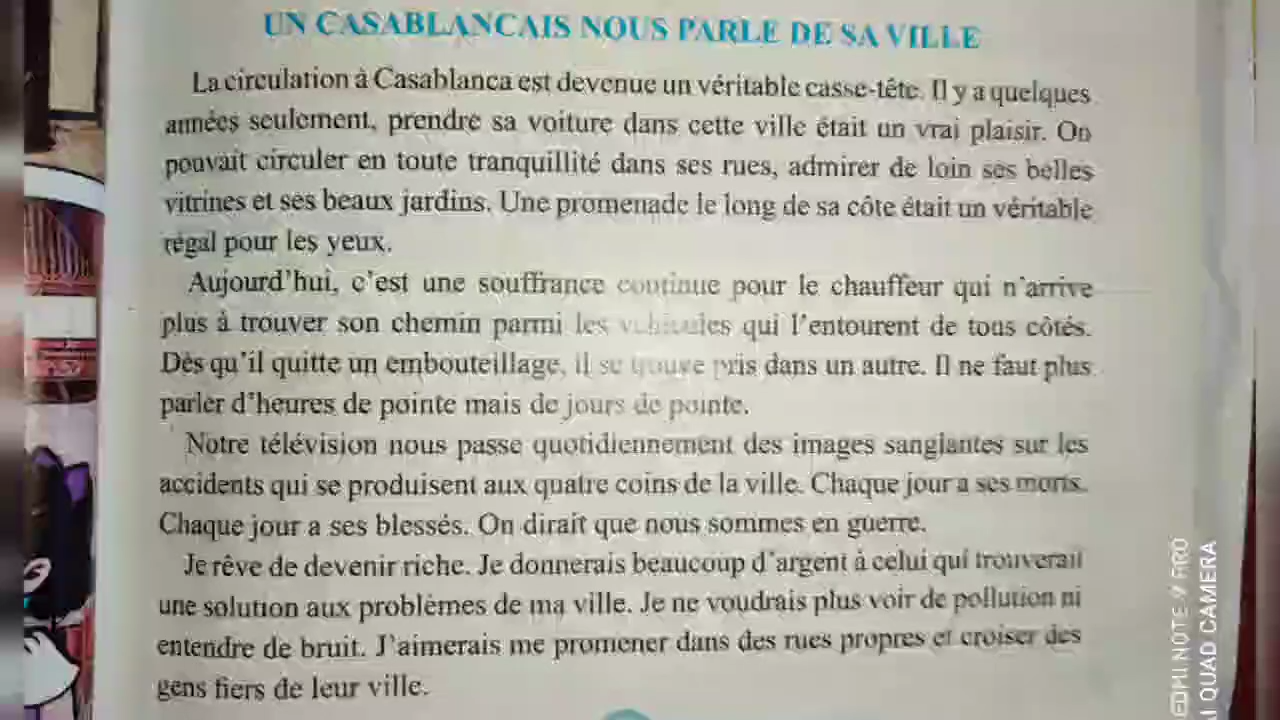 UN CASABLANCAIS NOUS PARLE DE SA VILLE
La circulation à Casablanca est devenue un véritable casse-tête. Il y a quelques
années seulement, prendre sa voiture dans cette ville était un vrai plaisir. On
pouvait circuler en toute tranquillité dans ses rues, admirer de loin ses belles
vitrines et ses beaux jardins. Une promenade le long de sa côte était un véritable
régal pour les yeux.
Aujourd'hui, c'est une souffrance continue pour le chauffeur qui n'arrive
plus à trouver son chemin parmi les véhicules qui l'entourent de tous côtés.
Dès qu'il quitte un embouteillage, il se trouve pris dans un autre. Il ne faut plus
parler d'heures de pointe mais de jours de pointe.
Notre télévision nous passe quotidiennement des images sanglantes sur les
accidents qui se produisent aux quatre coins de la ville. Chaque jour a ses morts.
Chaque jour a ses blessés. On dirait que nous sommes en guerre.
Je rêve de devenir riche. Je donnerais beaucoup d'argent à celui qui trouverait
une solution aux problèmes de ma ville. Je ne voudrais plus voir de pollution ni
entendre de bruit. J'aimerais me promener dans des rues propres et croiser des
gens fiers de leur ville.
EDMI NOTE 9 PRO
I QUAD CAMERA